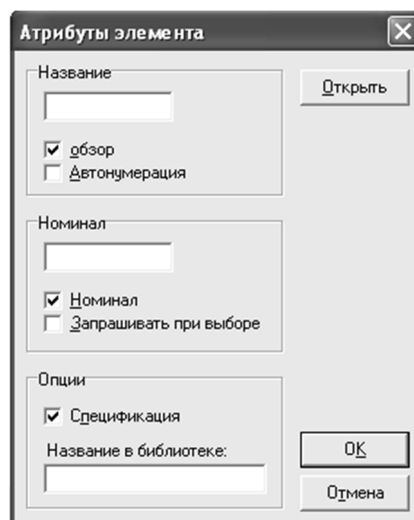 Атрибуты элемента
Название
Открыть
обзор
Автонумерация
Номинал
Номинал
Запрашивать при выборе
Опции
Спецификация
Название в библиотеке:
OK
Отмена